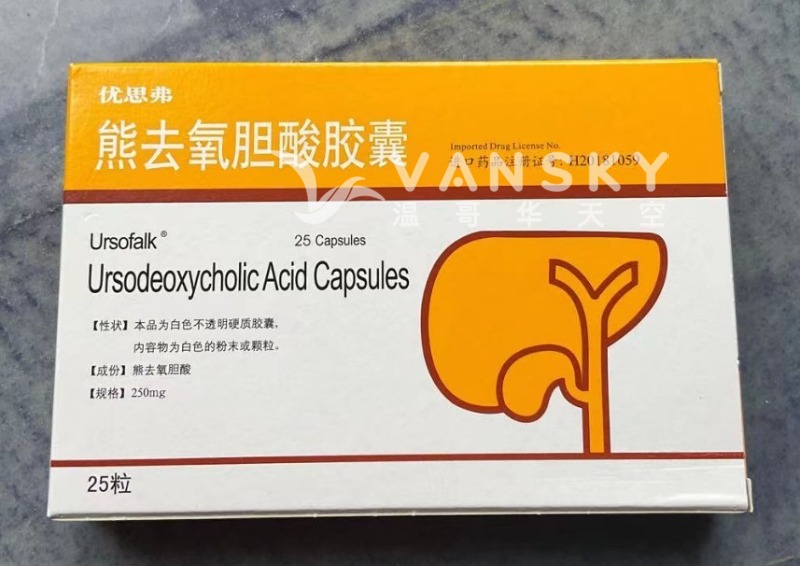 优思弗
熊去氧胆酸胶囊
Imported Drug License No.
进口药品注册证号: H20181059
VANSKY
温哥华天空
Ursofalk®
25 Capsules
Ursodeoxycholic Acid Capsules
【性状】本品为白色不透明硬质胶囊,
内容物为白色的粉末或颗粒。
【成份】熊去氧胆酸
【规格】250mg
25粒